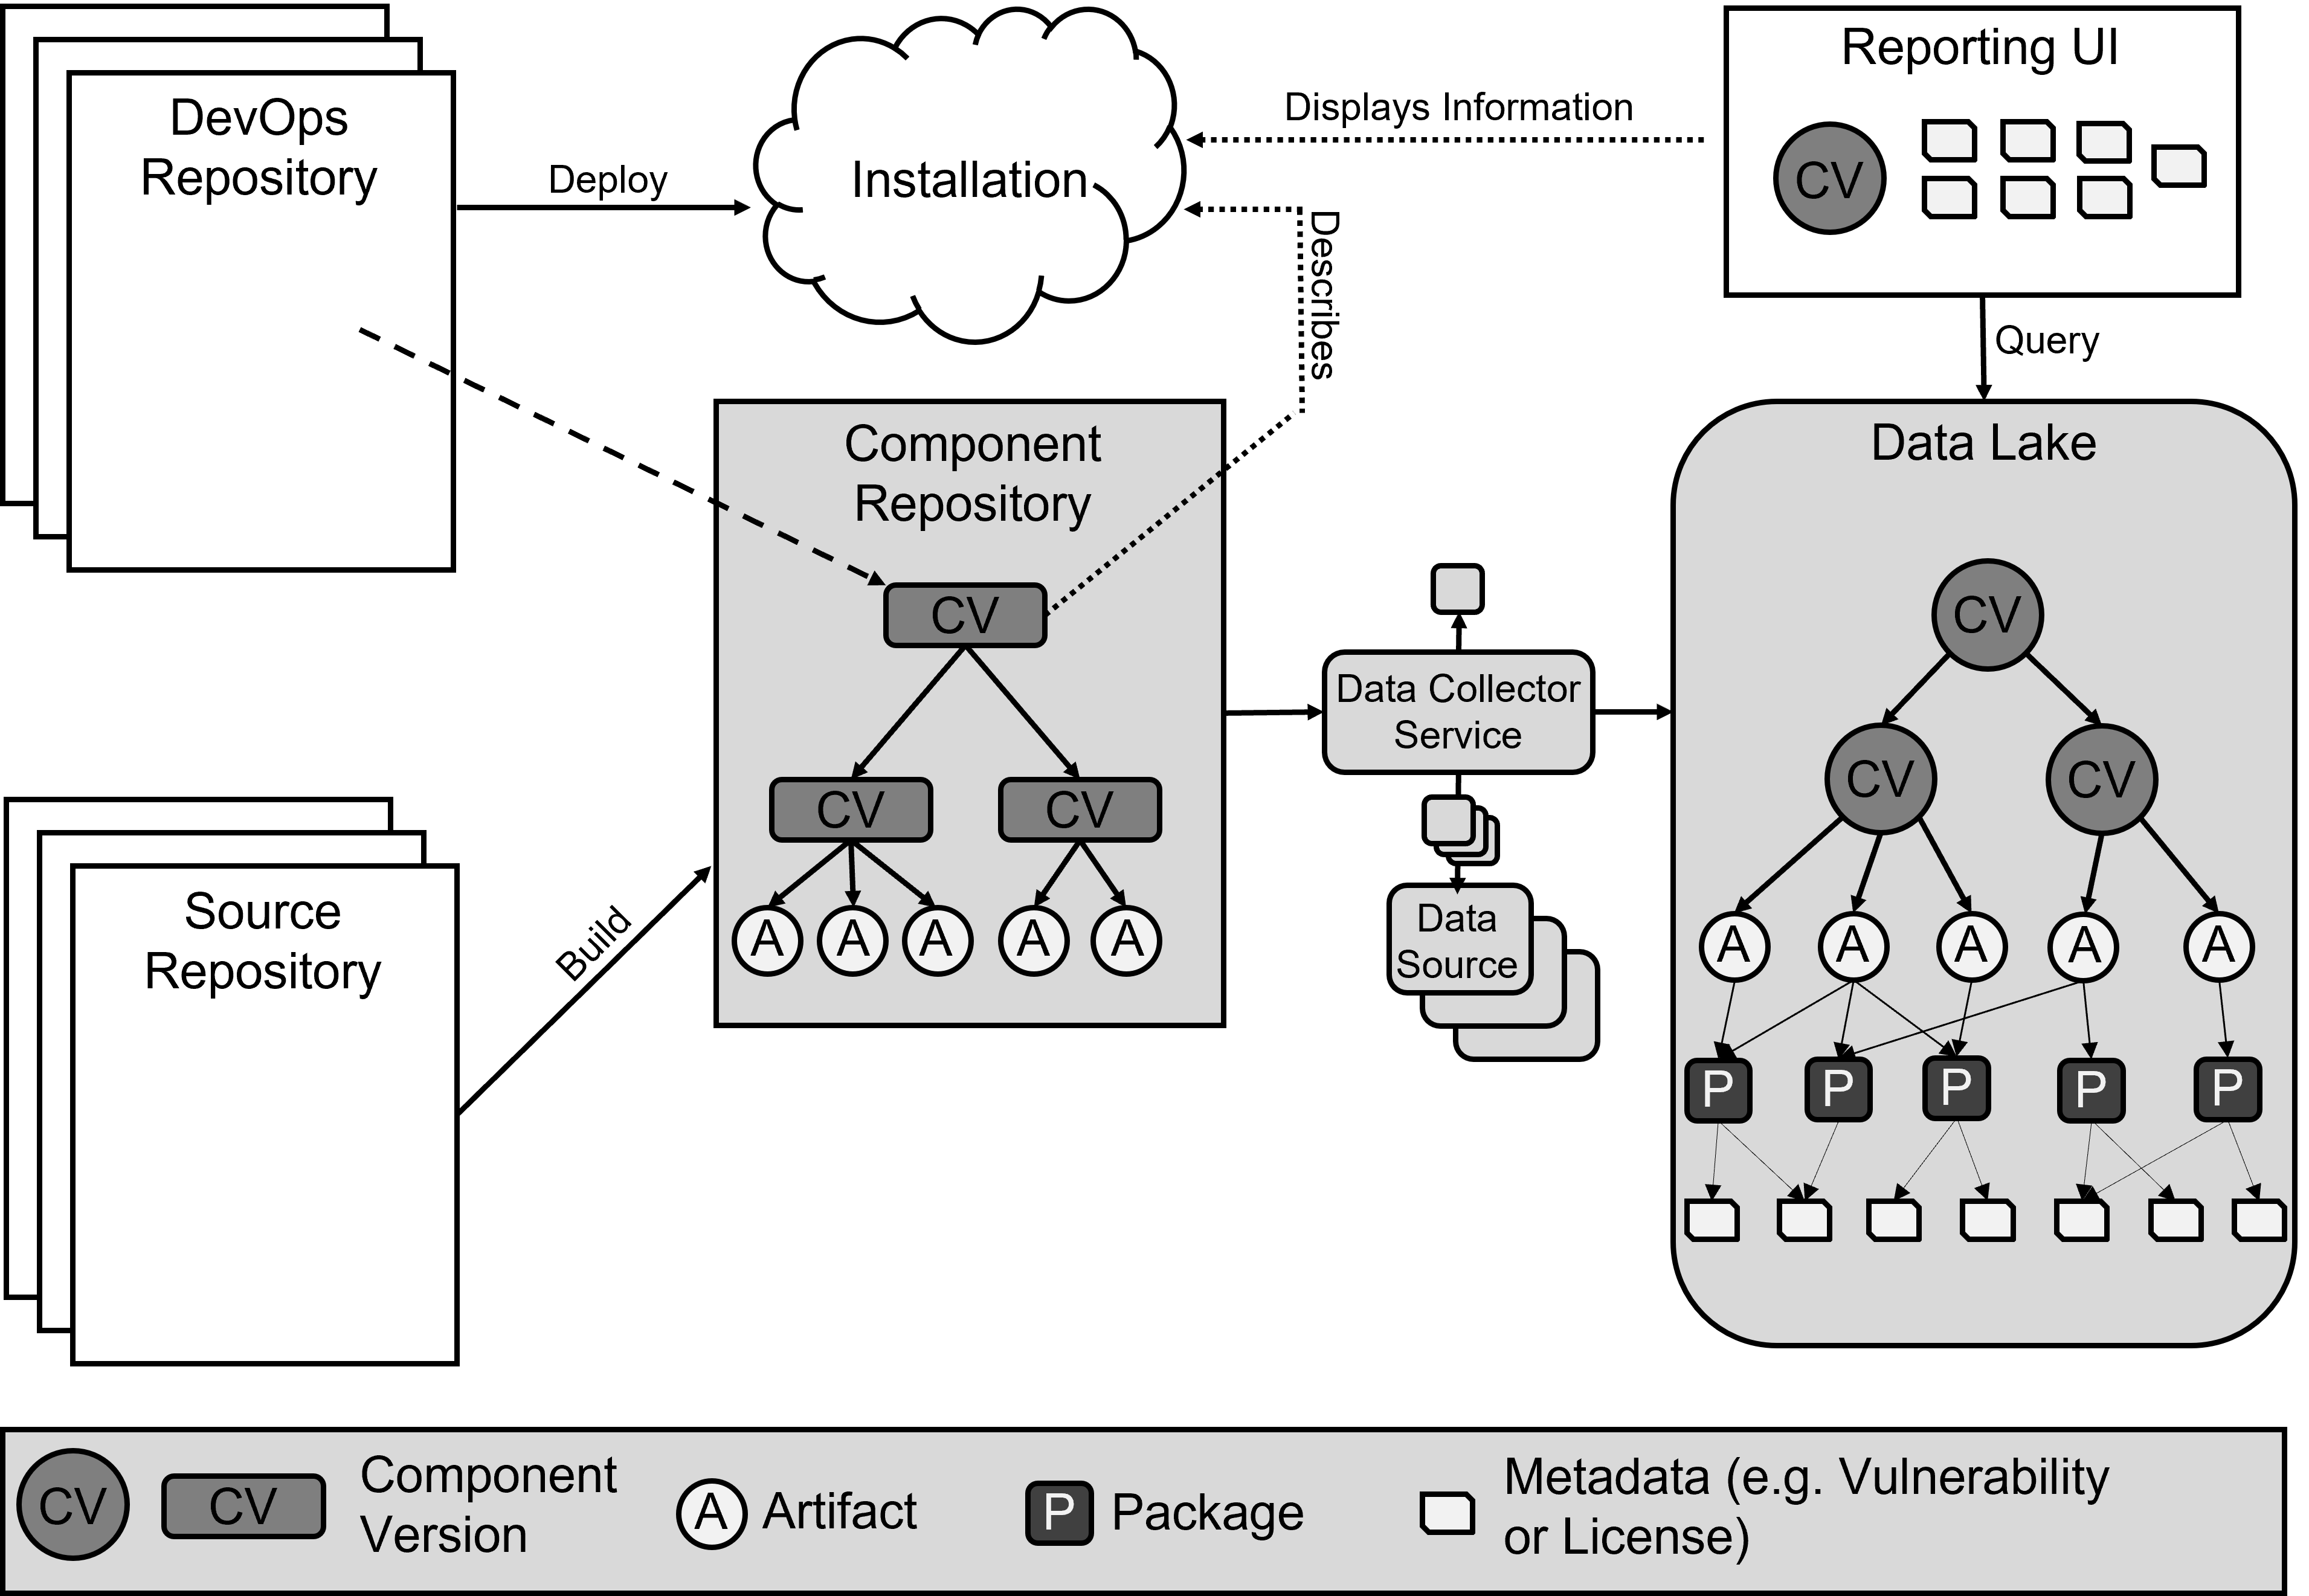 DevOps
Repository
Deploy
Installation
Displays Information
Describes
Reporting UI
CV
Query
Component
Repository
CV
CV
CV
A
A
A
A
A
Source
Repository
Build
Data Collector
Service
Data
Source
Data Lake
CV
CV
CV
A
A
A
A
A
P
P
P
P
P
CV
CV
Component
Version
A
Artifact
P
Package
Metadata (e.g. Vulnerability
or License)